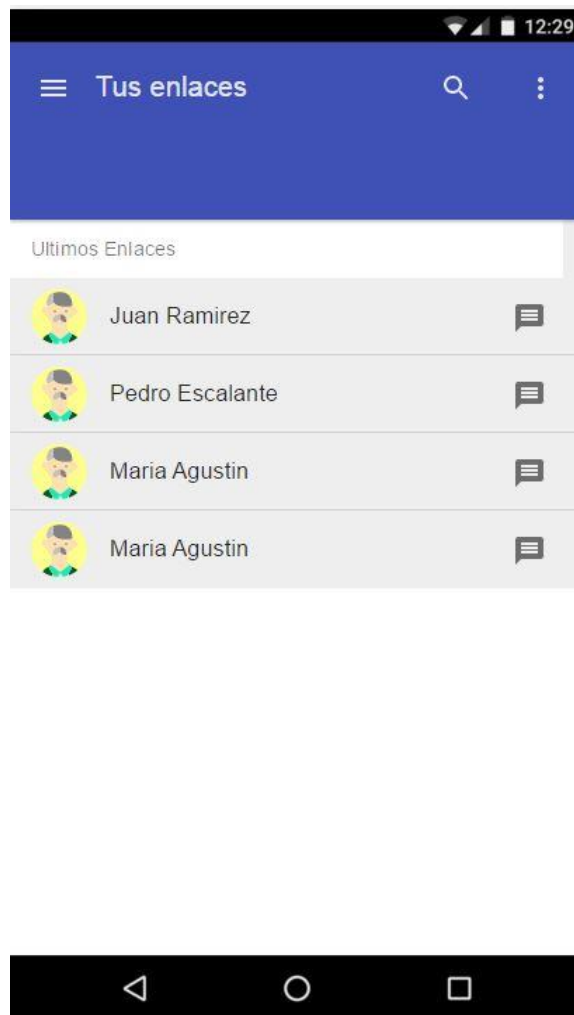 12:29
Tus enlaces
Ultimos Enlaces
Juan Ramirez
Pedro Escalante
Maria Agustin
Maria Agustin